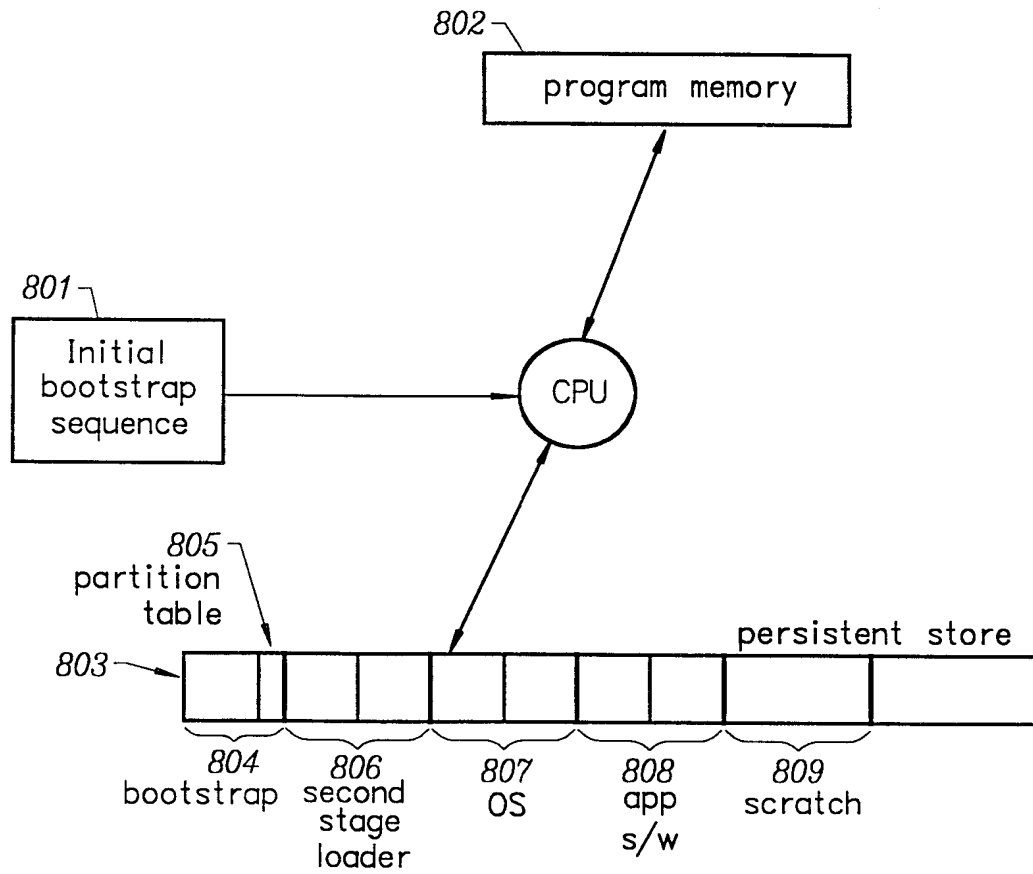 802
program memory
801
Initial
bootstrap
sequence
CPU
805
partition
table
persistent store
803
804
bootstrap
806
second
stage
loader
807
OS
808
app
s/w
809
scratch